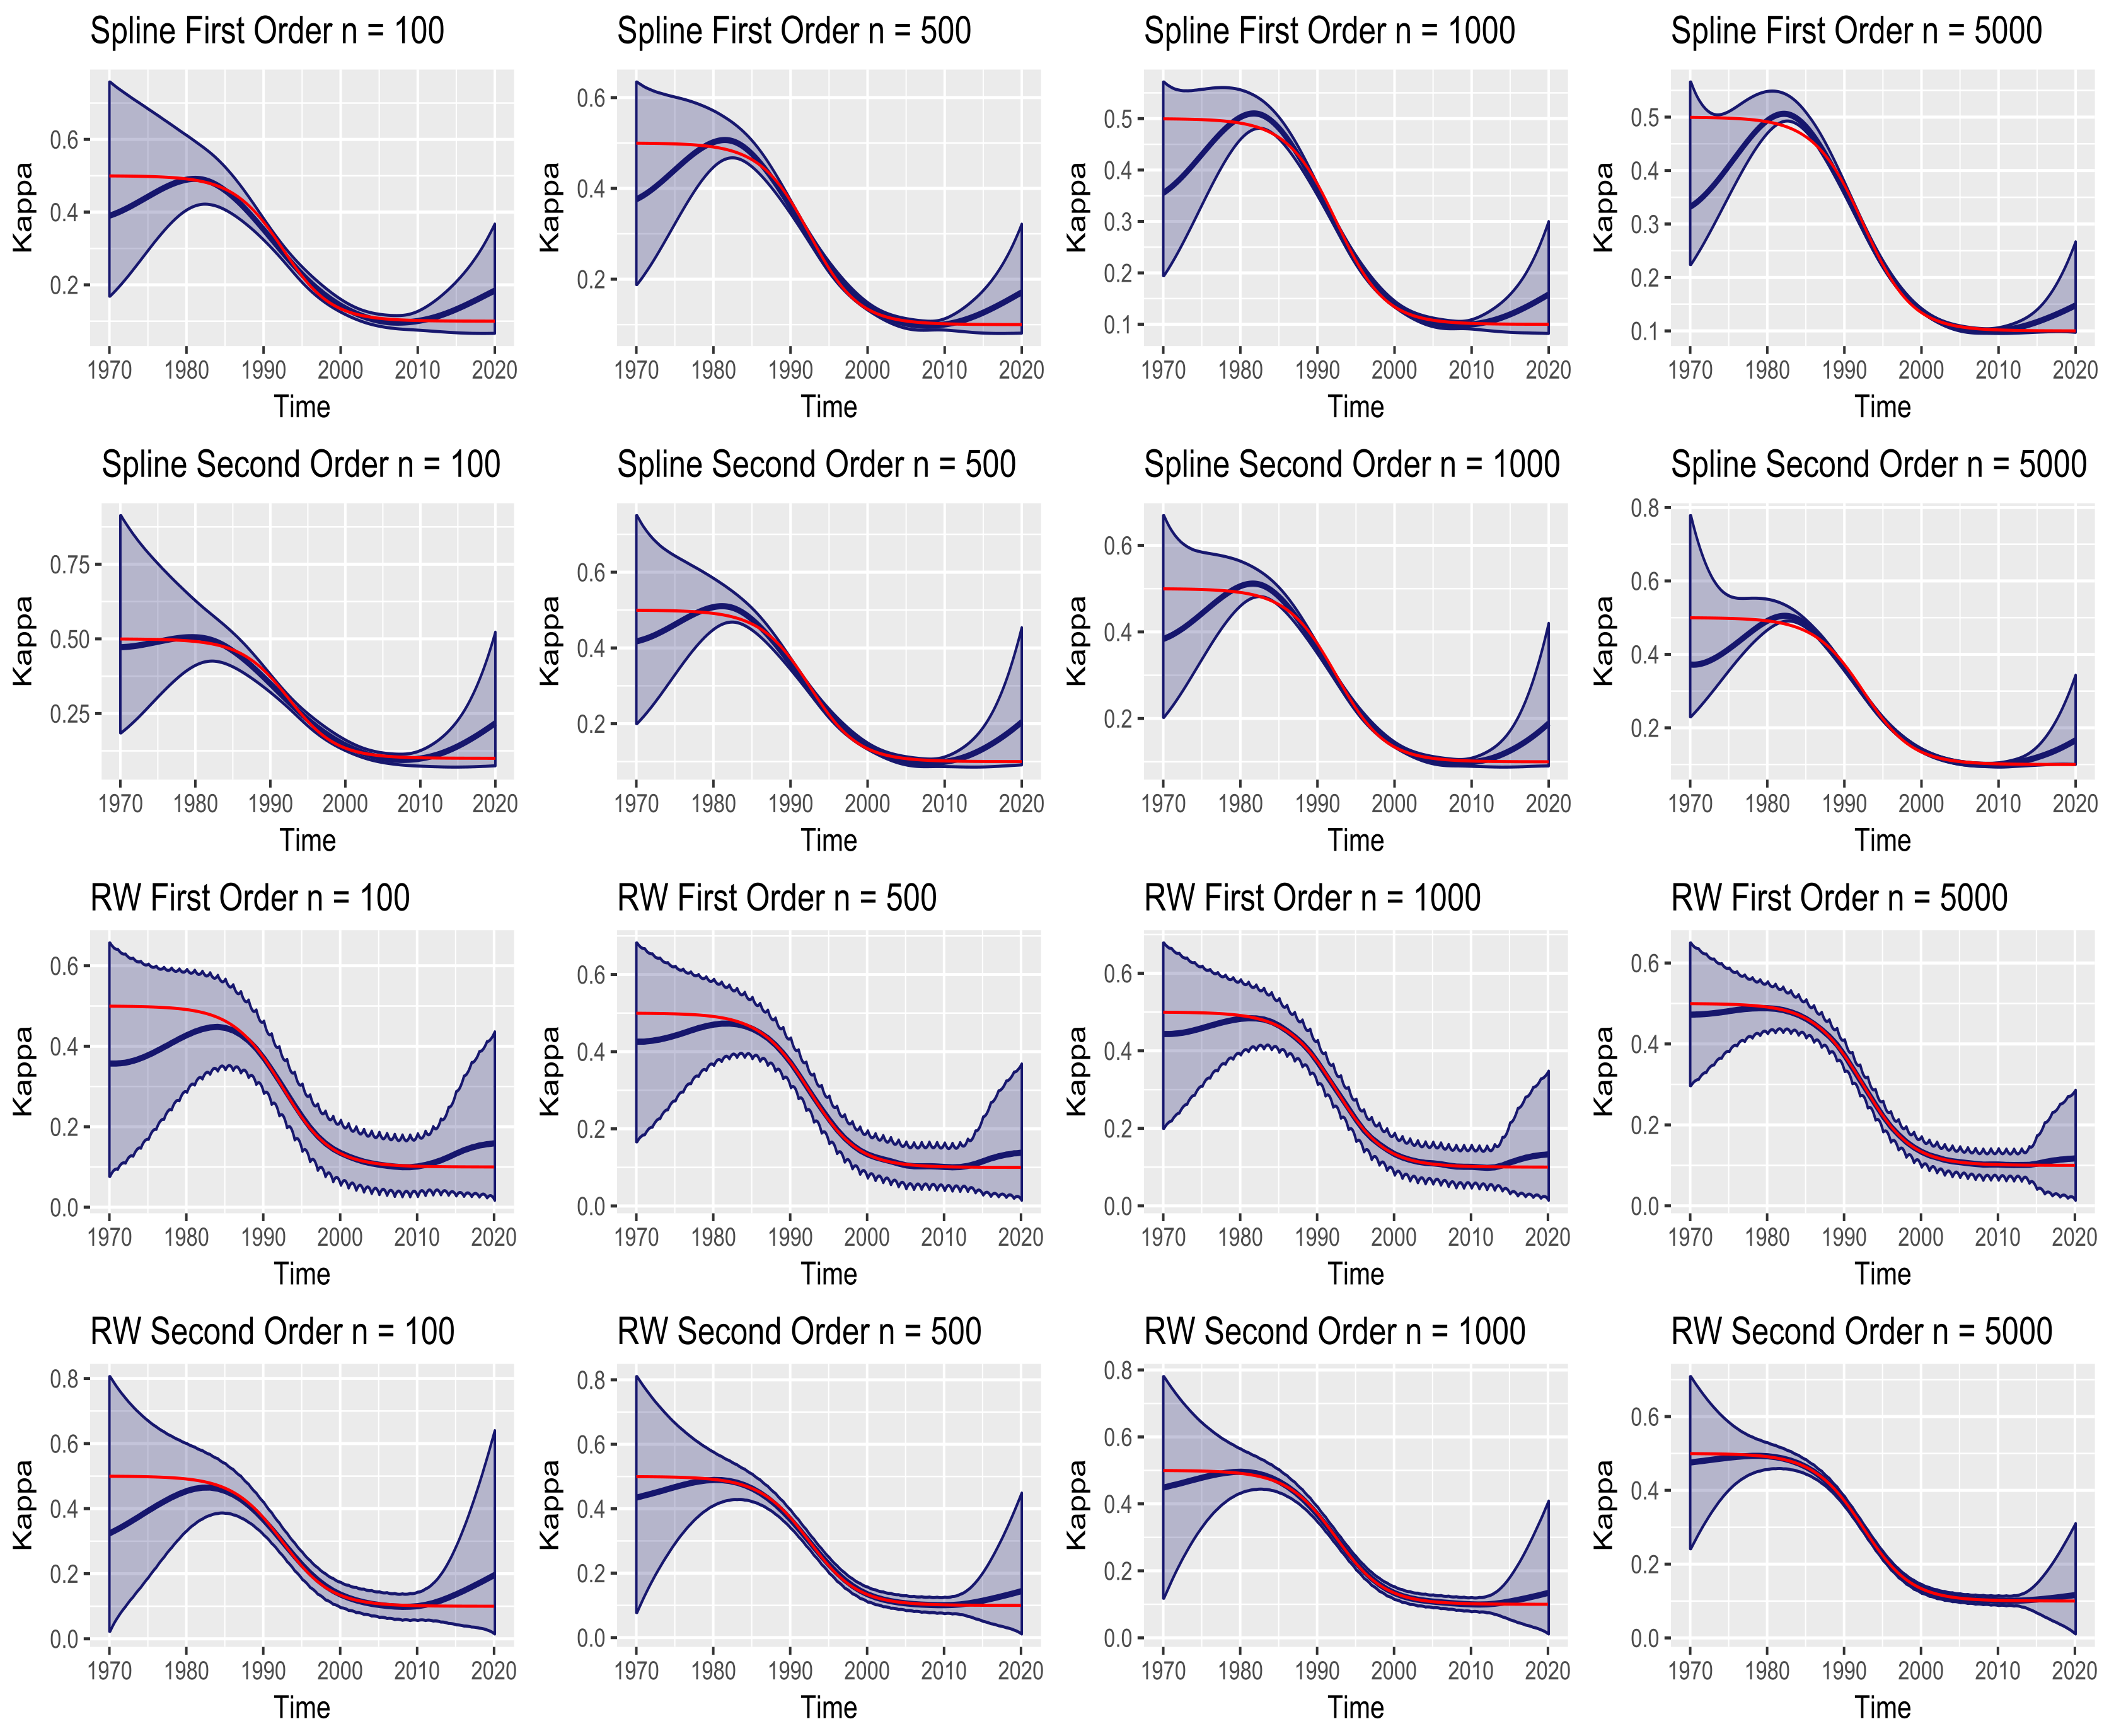 Spline First Order n = 100
Spline First Order n = 500
Spline First Order n = 1000
Spline First Order n = 5000
Kappa
0.6
0.4
0.2
1970 1980 1990 2000 2010 2020
Time
Kappa
0.6
0.4
0.2
1970 1980 1990 2000 2010 2020
Time
Kappa
0.5
0.4
0.3
0.2
0.1
1970 1980 1990 2000 2010 2020
Time
Kappa
0.5
0.4
0.3
0.2
0.1
1970 1980 1990 2000 2010 2020
Time
Spline Second Order n = 100
Spline Second Order n = 500
Spline Second Order n = 1000
Spline Second Order n = 5000
Kappa
0.75
0.50
0.25
1970 1980 1990 2000 2010 2020
Time
Kappa
0.6
0.4
0.2
1970 1980 1990 2000 2010 2020
Time
Kappa
0.6
0.4
0.2
1970 1980 1990 2000 2010 2020
Time
Kappa
0.8
0.6
0.4
0.2
1970 1980 1990 2000 2010 2020
Time
RW First Order n = 100
RW First Order n = 500
RW First Order n = 1000
RW First Order n = 5000
Kappa
0.6
0.4
0.2
0.0
1970 1980 1990 2000 2010 2020
Time
Kappa
0.6
0.4
0.2
0.0
1970 1980 1990 2000 2010 2020
Time
Kappa
0.6
0.4
0.2
0.0
1970 1980 1990 2000 2010 2020
Time
Kappa
0.6
0.4
0.2
0.0
1970 1980 1990 2000 2010 2020
Time
RW Second Order n = 100
RW Second Order n = 500
RW Second Order n = 1000
RW Second Order n = 5000
Kappa
0.8
0.6
0.4
0.2
0.0
1970 1980 1990 2000 2010 2020
Time
Kappa
0.8
0.6
0.4
0.2
0.0
1970 1980 1990 2000 2010 2020
Time
Kappa
0.8
0.6
0.4
0.2
0.0
1970 1980 1990 2000 2010 2020
Time
Kappa
0.6
0.4
0.2
0.0
1970 1980 1990 2000 2010 2020
Time